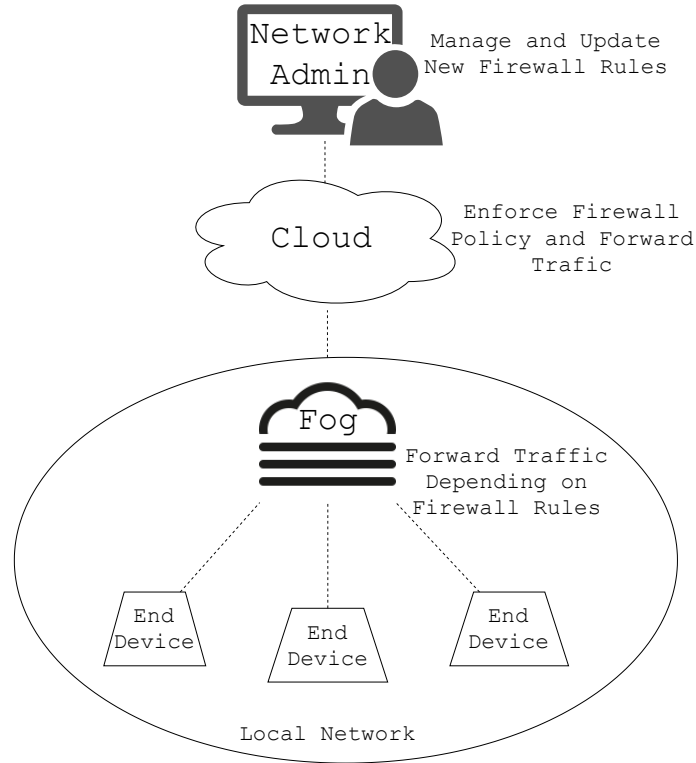 Network
Admin
Manage and Update
New Firewall Rules
Cloud
Enforce Firewall
Policy and Forward
Trafic
Fog
Forward Traffic
Depending on
Firewall Rules
End
Device
End
Device
End
Device
Local Network